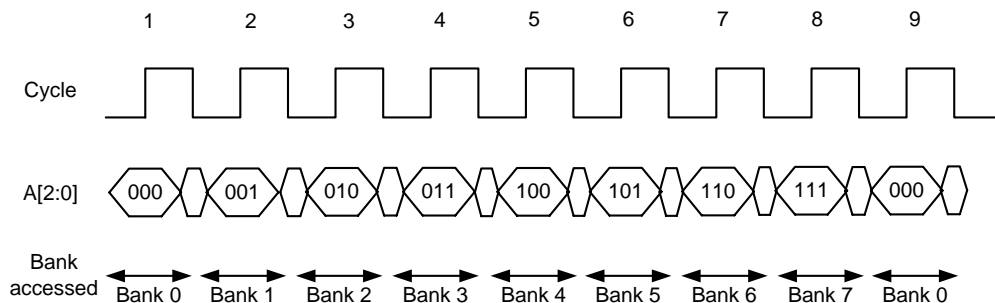 1 2 3 4 5 6 7 8 9
Cycle
A[2:0] 000 001 010 011 100 101 110 111 000
Bank
accessed Bank 0 Bank 1 Bank 2 Bank 3 Bank 4 Bank 5 Bank 6 Bank 7 Bank 0